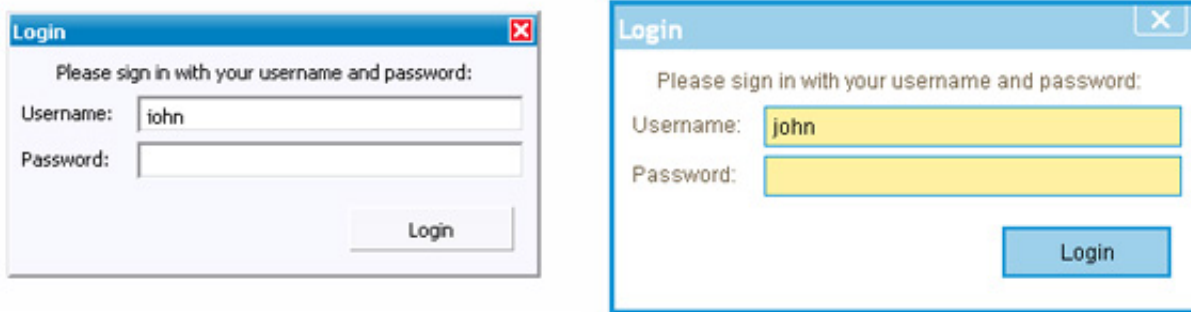 Login
Please sign in with your username and password:
Username: iohn
Password:
Login
Login
Please sign in with your username and password:
Username: john
Password:
Login